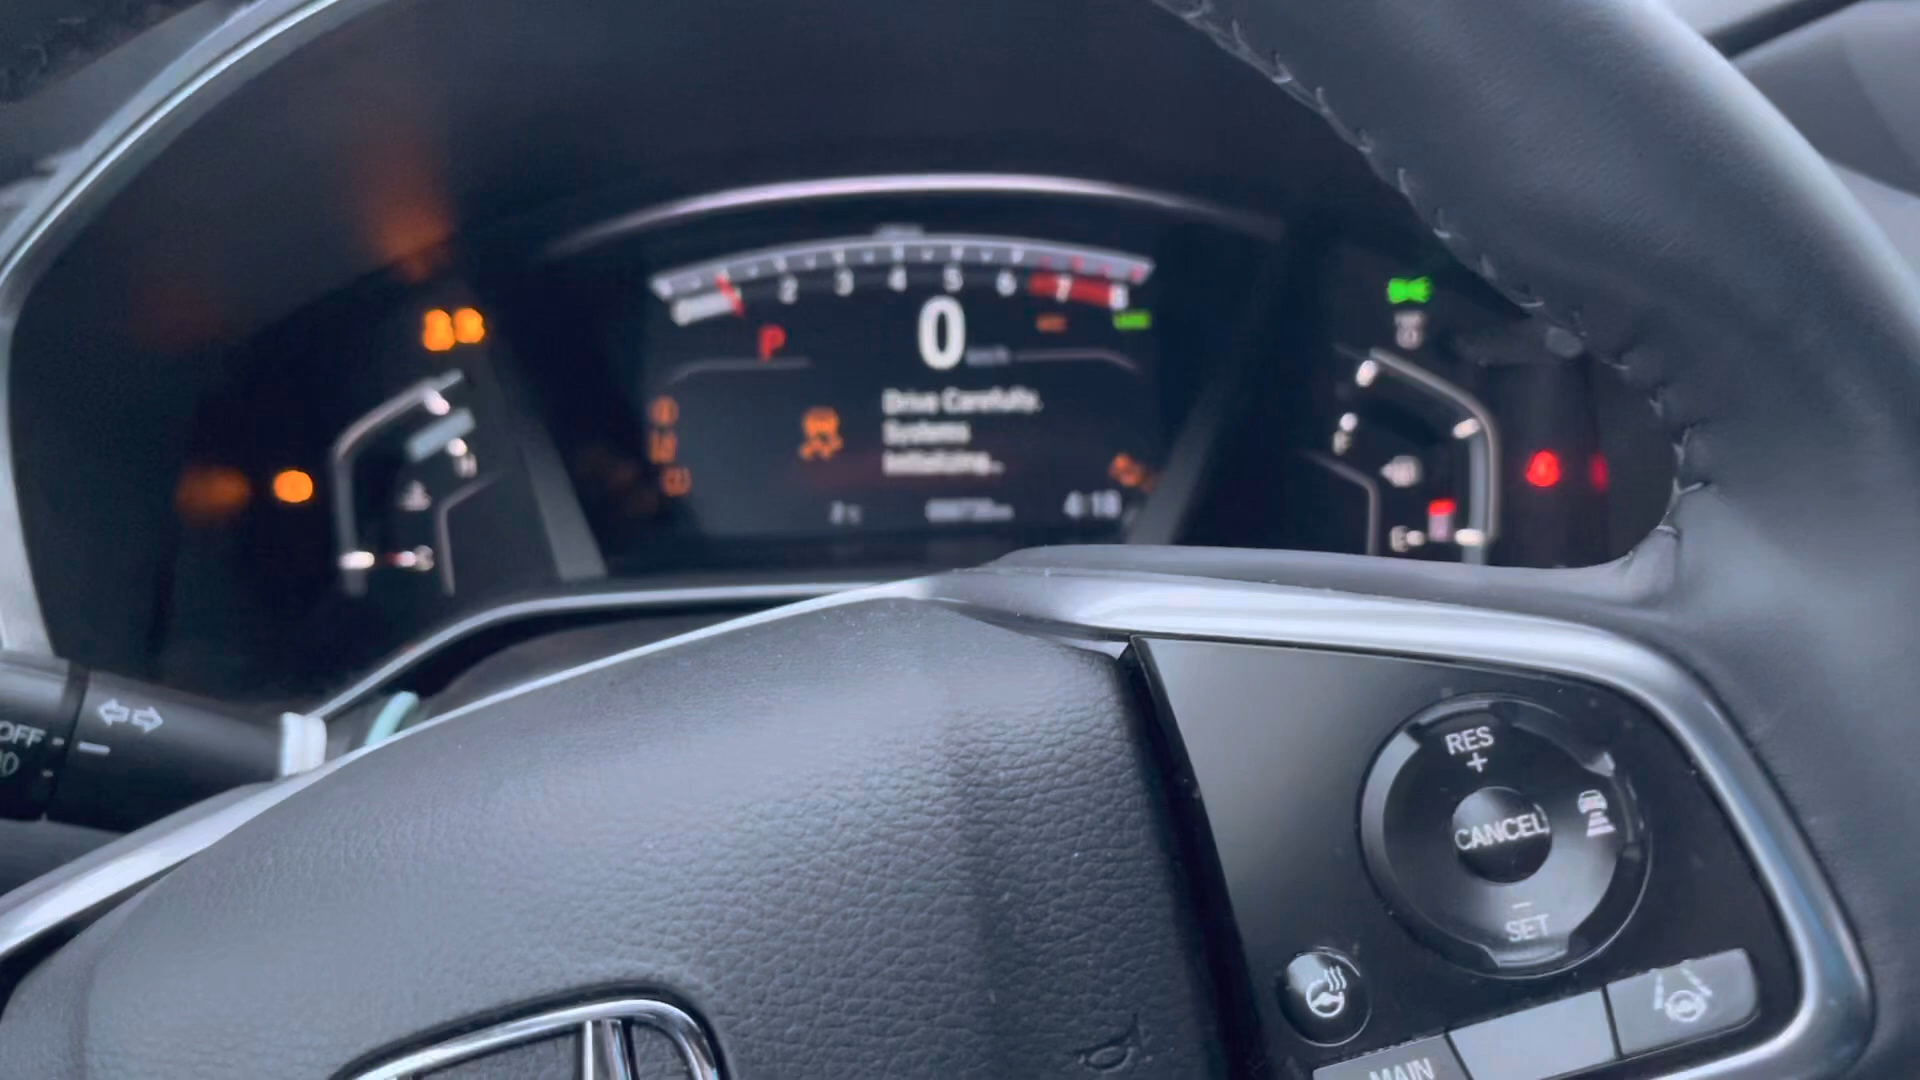 2 3 4 5 6 7 8
P
0
Drive Carefully.
Systems
Initializing...
4:18
H
C
F
E
OFF
RES
+
CANCEL
−
SET
MAIN